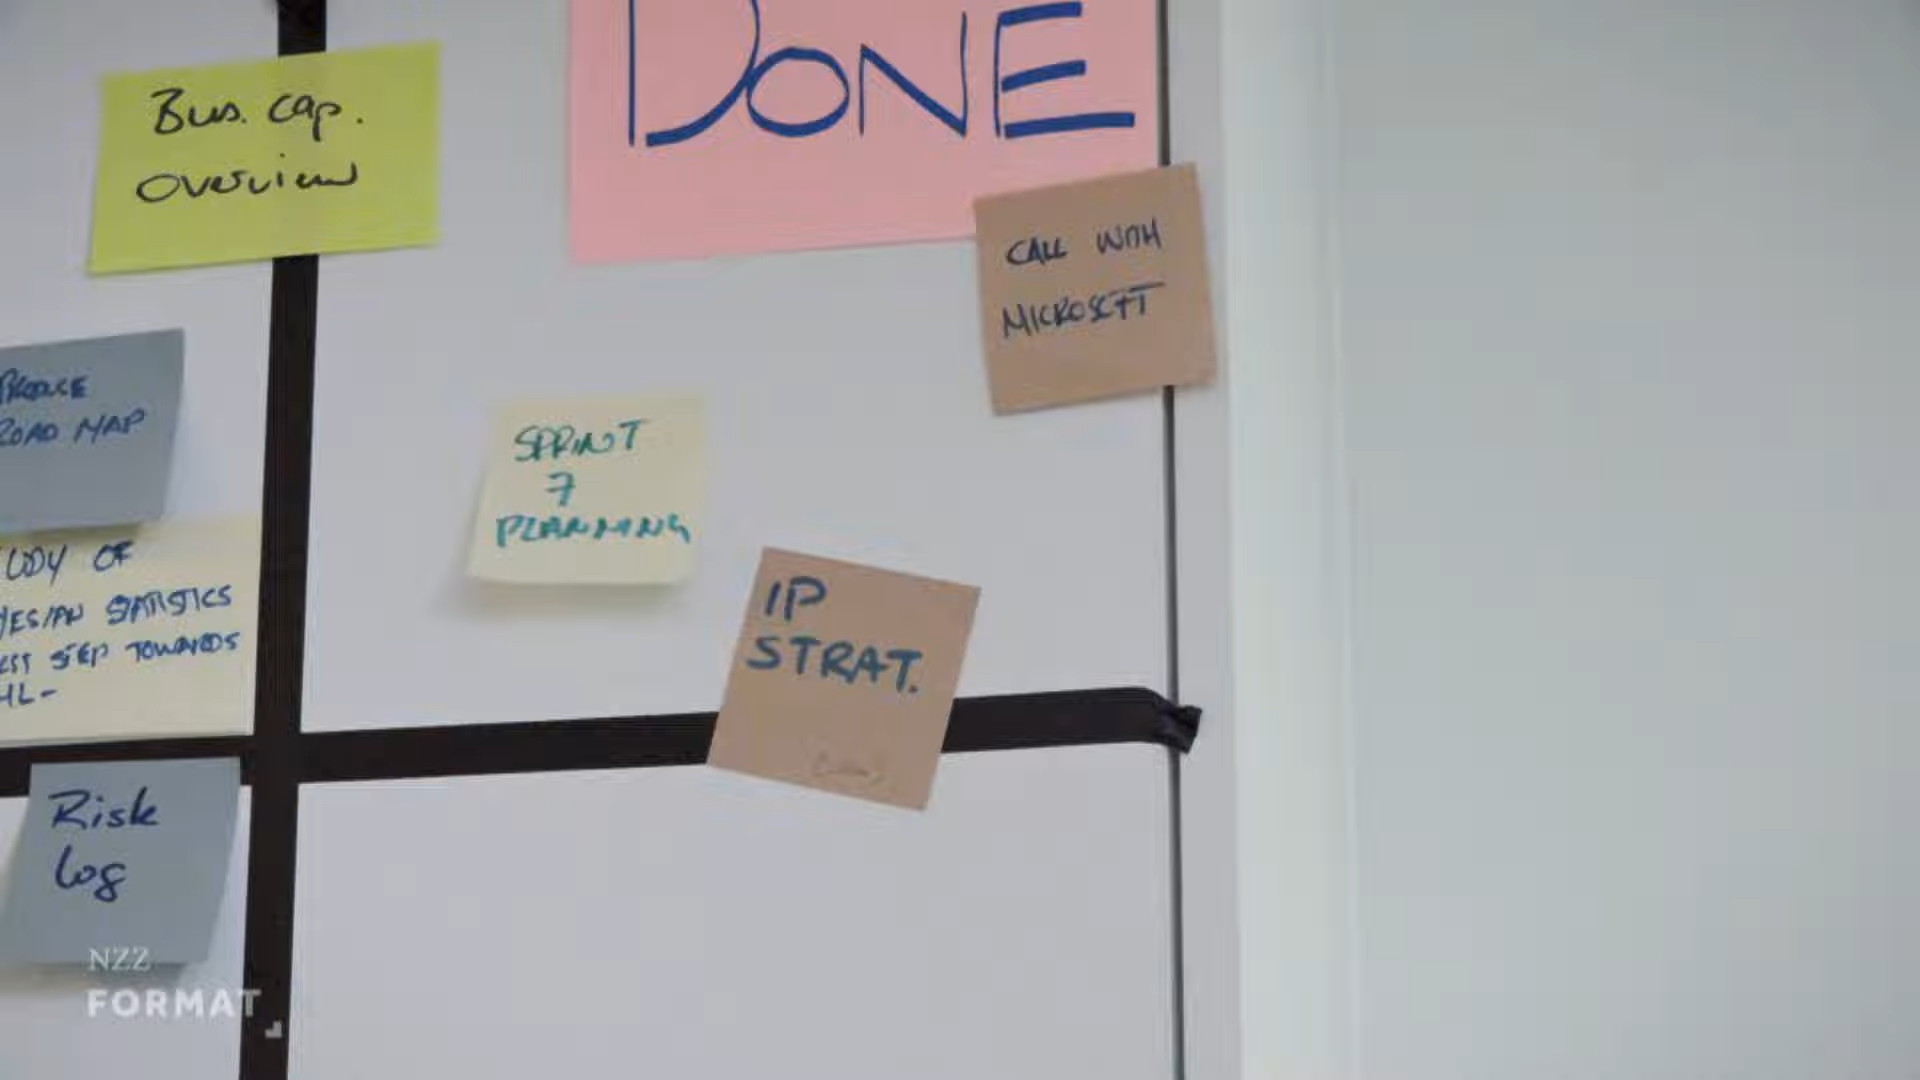 DONE
Bus. cap.
overview
CALL WITH
MICROSOFT
PRODUCE
ROAD MAP
SPRINT
7
PLANNING
OF
STATISTICS
STEP TOWARDS
IP
STRAT.
Risk
Log
NZZ
FORMAT